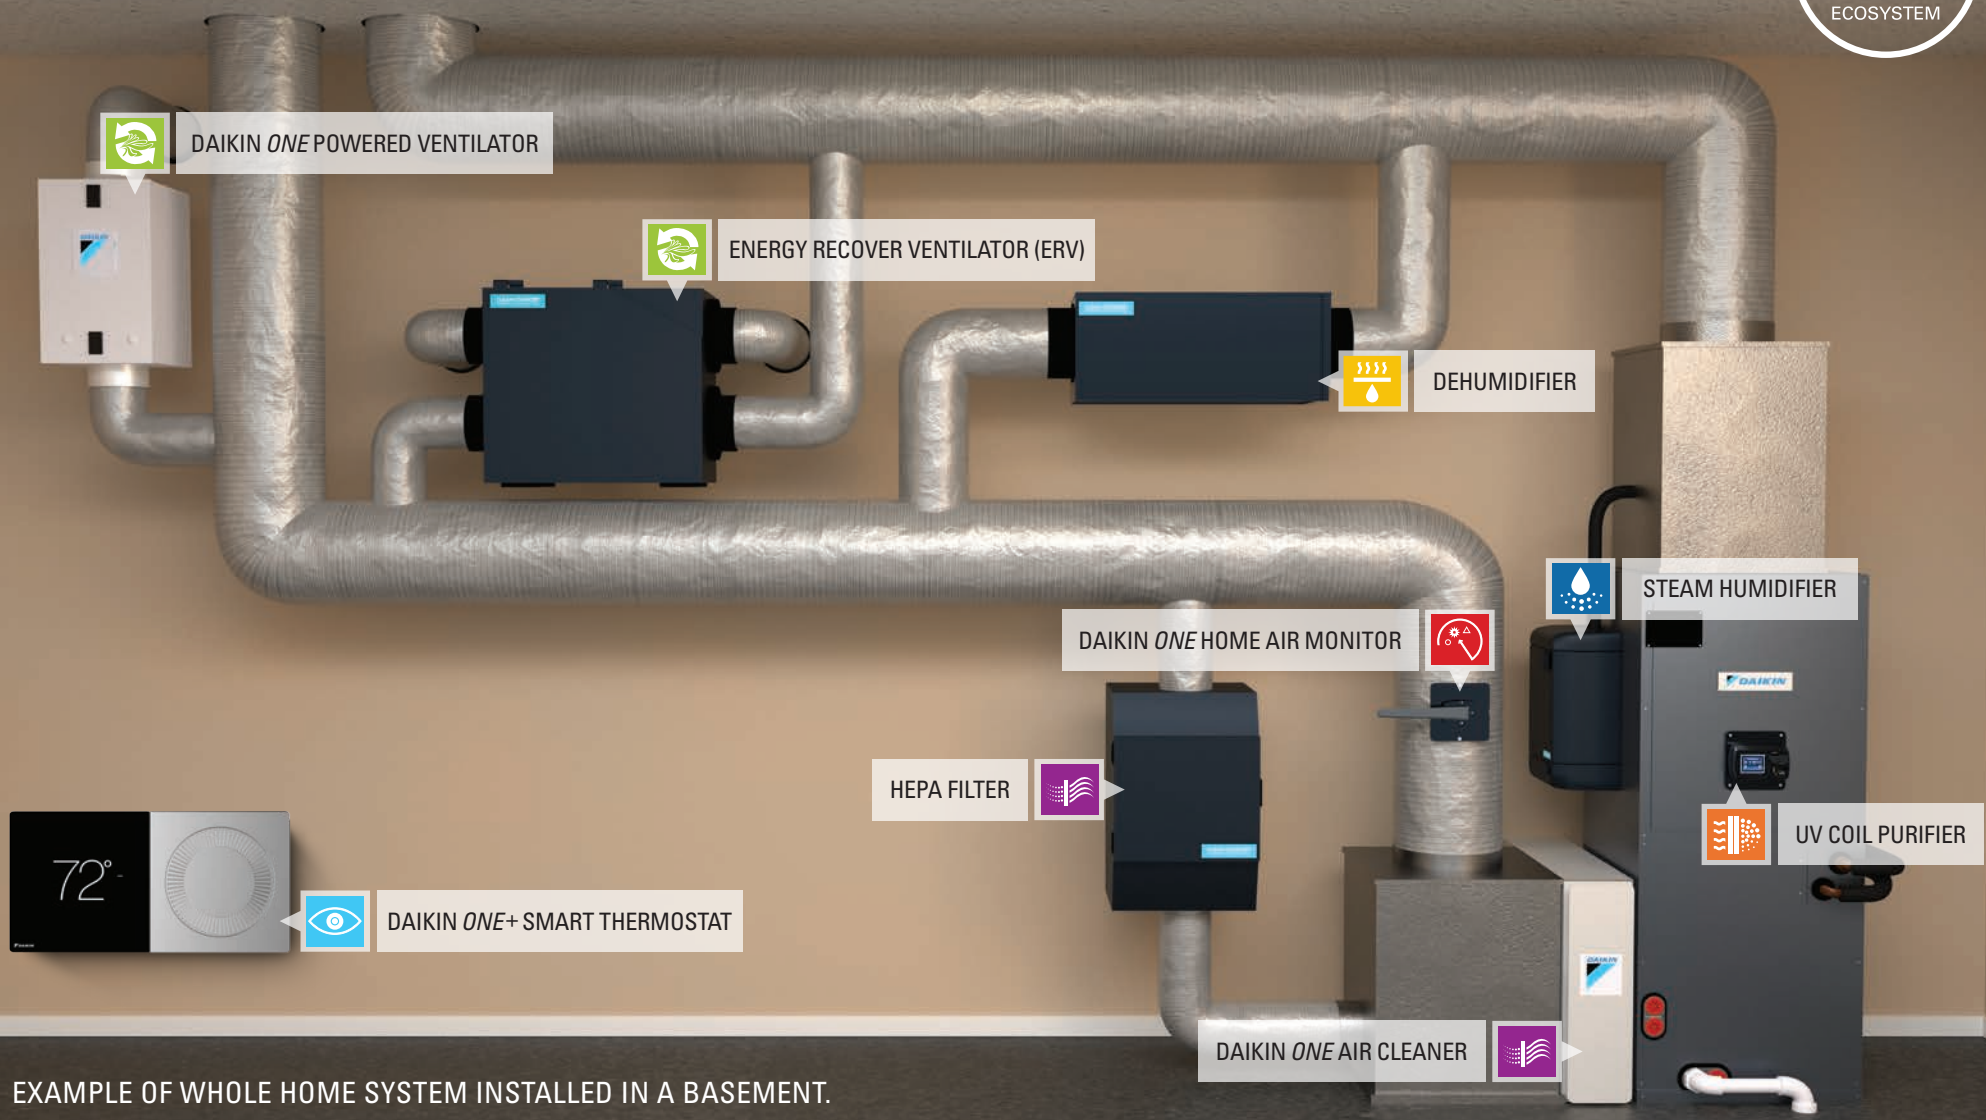 ECOSYSTEM
DAIKIN ONE POWERED VENTILATOR
ENERGY RECOVER VENTILATOR (ERV)
DEHUMIDIFIER
STEAM HUMIDIFIER
DAIKIN ONE HOME AIR MONITOR
DAIKIN
HEPA FILTER
UV COIL PURIFIER
72°
DAIKIN ONE+ SMART THERMOSTAT
DAIKIN
DAIKIN ONE AIR CLEANER
EXAMPLE OF WHOLE HOME SYSTEM INSTALLED IN A BASEMENT.